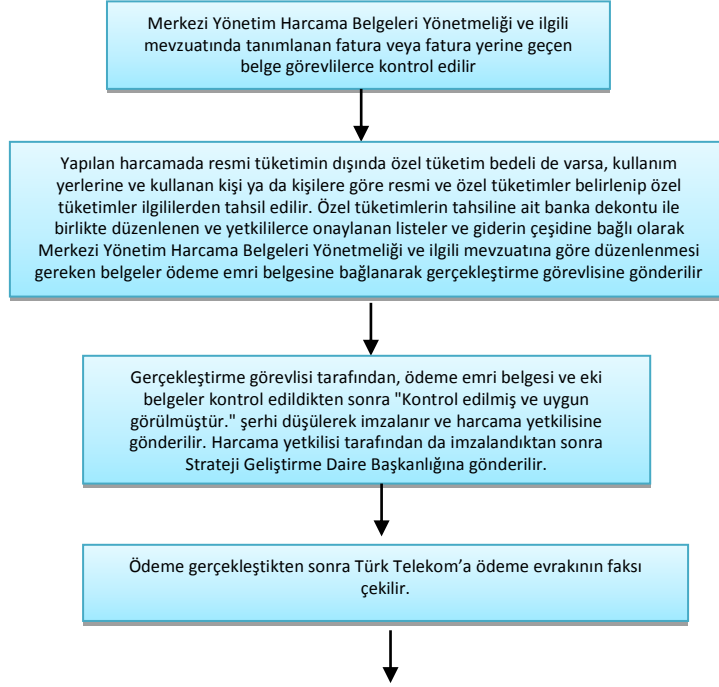 Merkezi Yönetim Harcama Belgeleri Yönetmeliği ve ilgili
mevzuatında tanımlanan fatura veya fatura yerine geçen
belge görevlilerce kontrol edilir
Yapılan harcamada resmi tüketimin dışında özel tüketim bedeli de varsa, kullanım
yerlerine ve kullanan kişi ya da kişilere göre resmi ve özel tüketimler belirlenip özel
tüketimler ilgililerden tahsil edilir. Özel tüketimlerin tahsiline ait banka dekontu ile
birlikte düzenlenen ve yetkililerce onaylanan listeler ve giderin çeşidine bağlı olarak
Merkezi Yönetim Harcama Belgeleri Yönetmeliği ve ilgili mevzuatına göre düzenlenmesi
gereken belgeler ödeme emri belgesine bağlanarak gerçekleştirme görevlisine gönderilir
Gerçekleştirme görevlisi tarafından, ödeme emri belgesi ve eki
belgeler kontrol edildikten sonra "Kontrol edilmiş ve uygun
görülmüştür." şerhi düşülerek imzalanır ve harcama yetkilisine
gönderilir. Harcama yetkilisi tarafından da imzalandıktan sonra
Strateji Geliştirme Daire Başkanlığına gönderilir.
Ödeme gerçekleştikten sonra Türk Telekom’a ödeme evrakının faksı
çekilir.